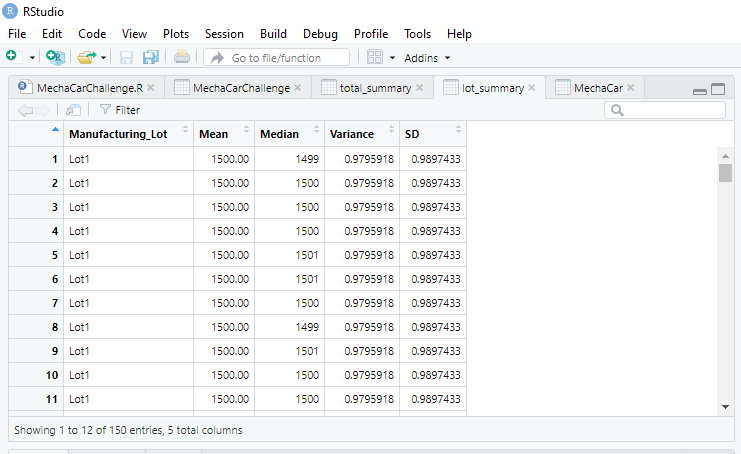 RStudio
File Edit Code View Plots Session Build Debug Profile Tools Help
Go to file/function Addins
MechaCarChallenge.R MechaCarChallenge total_summary lot_summary MechaCar
Filter
Manufacturing_Lot Mean Median Variance SD
1 Lot1 1500.00 1499 0.9795918 0.9897433
2 Lot1 1500.00 1500 0.9795918 0.9897433
3 Lot1 1500.00 1500 0.9795918 0.9897433
4 Lot1 1500.00 1500 0.9795918 0.9897433
5 Lot1 1500.00 1501 0.9795918 0.9897433
6 Lot1 1500.00 1501 0.9795918 0.9897433
7 Lot1 1500.00 1500 0.9795918 0.9897433
8 Lot1 1500.00 1499 0.9795918 0.9897433
9 Lot1 1500.00 1501 0.9795918 0.9897433
10 Lot1 1500.00 1500 0.9795918 0.9897433
11 Lot1 1500.00 1500 0.9795918 0.9897433
Showing 1 to 12 of 150 entries, 5 total columns